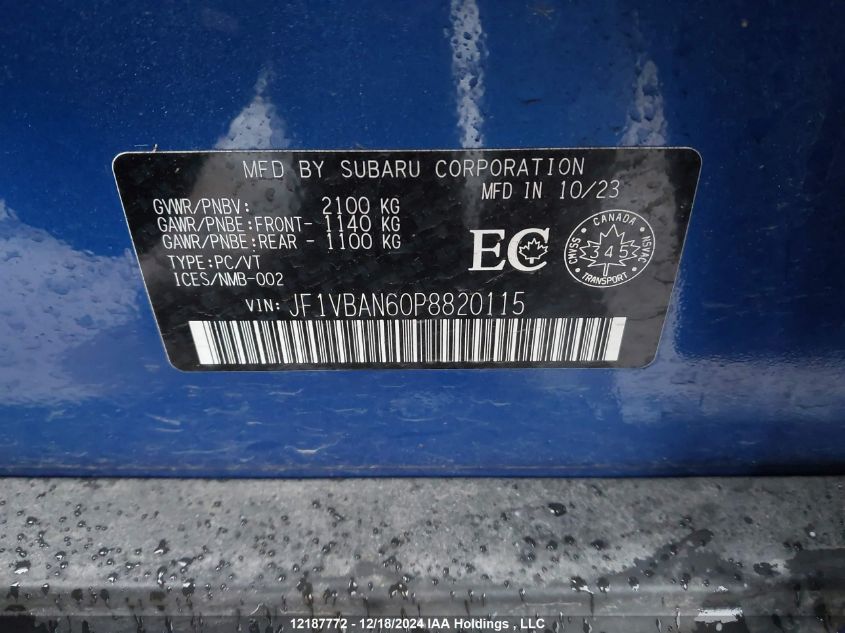 MFD BY SUBARU CORPORATION
MFD IN 10/23
GVWR/PNBV: 2100 KG
GAWR/PNBE:FRONT- 1140 KG
GAWR/PNBE:REAR - 1100 KG
TYPE:PC/VT
ICES/NMB-002
EC
CANADA
CMVSS
345
NSVAC
TRANSPORT
VIN: JF1VBAN60P8820115
12187772 - 12/18/2024 IAA Holdings , LLC